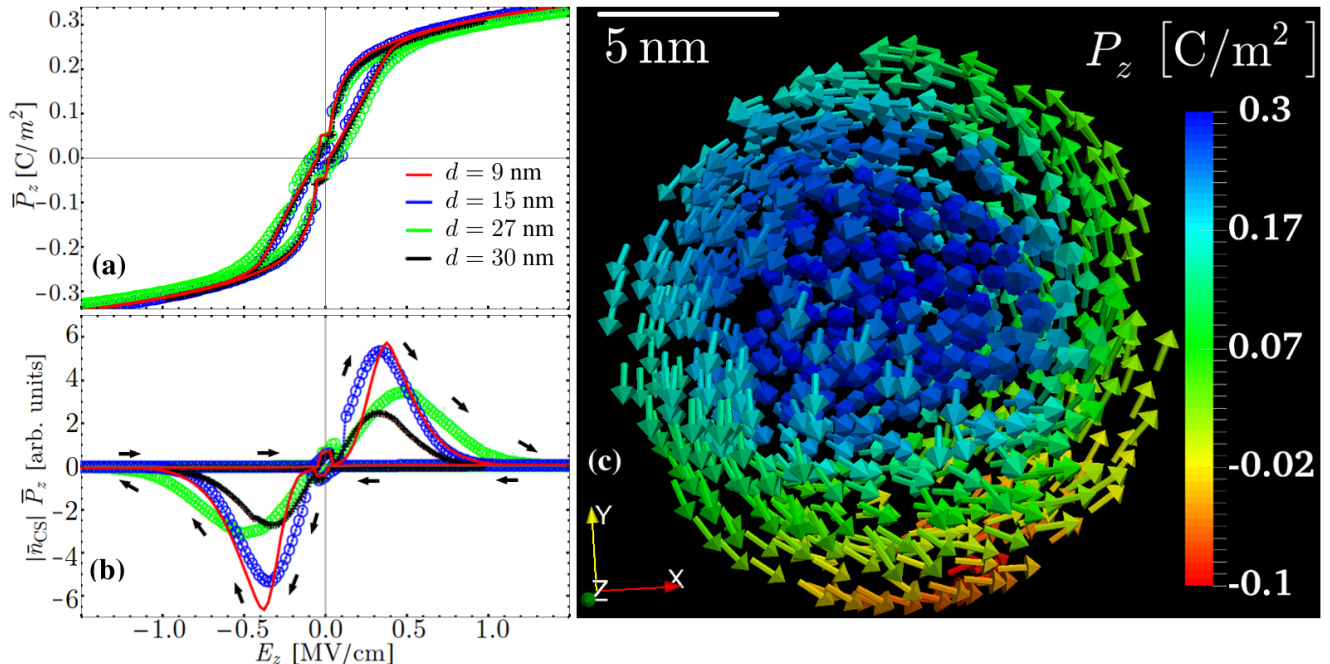 0.3
0.2
0.1
0.0
−0.1
−0.2
−0.3
P̅z [C/m²]
d = 9 nm
d = 15 nm
d = 27 nm
d = 30 nm
(a)
6
4
2
0
−2
−4
−6
|n̅CS| P̅z [arb. units]
(b)
−1.0 −0.5 0.0 0.5 1.0
Ez [MV/cm]
5 nm
Pz [C/m²]
0.3
0.17
0.07
-0.02
-0.1
(c)
Y
X
Z